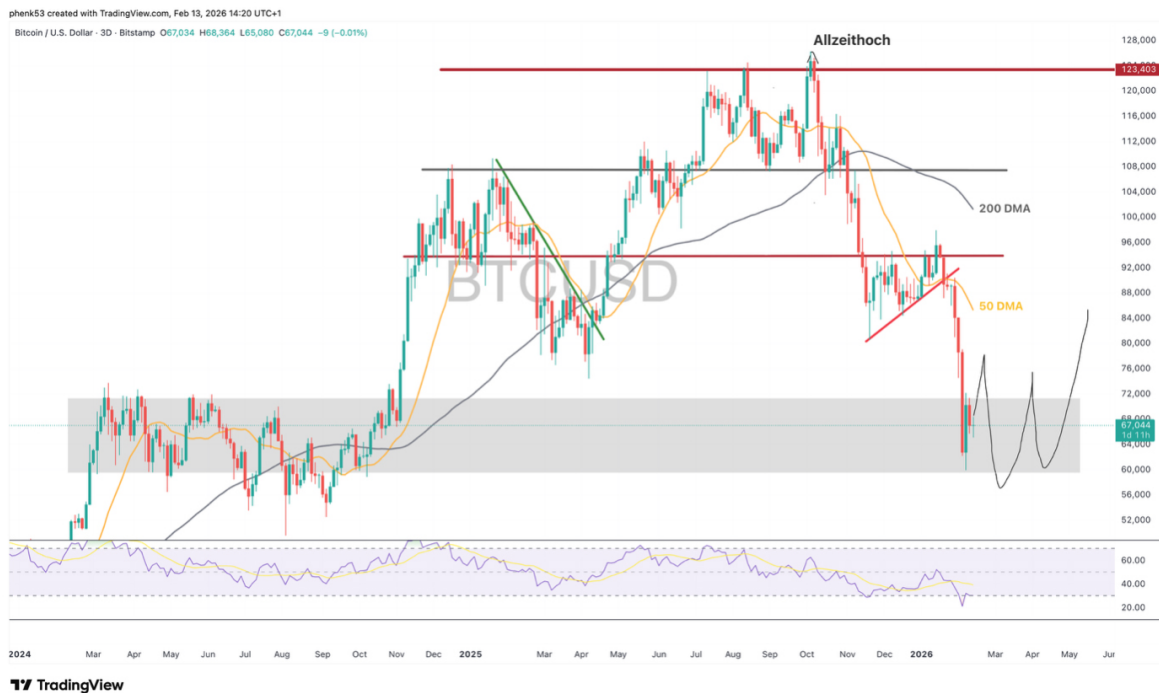 phenk53 created with TradingView.com, Feb 13, 2026 14:20 UTC+1
Bitcoin / U.S. Dollar · 3D · Bitstamp O67,034 H68,364 L65,080 C67,044 −9 (−0.01%)
Allzeithoch
128,000
123,403
120,000
116,000
112,000
108,000
104,000
200 DMA
100,000
96,000
92,000
BTCUSD
88,000
50 DMA
84,000
80,000
76,000
72,000
68,000
67,044
1d 11h
64,000
60,000
56,000
52,000
60.00
40.00
20.00
2024 Mar Apr May Jun Jul Aug Sep Oct Nov Dec 2025 Mar Apr May Jun Jul Aug Sep Oct Nov Dec 2026 Mar Apr May Jur
TradingView